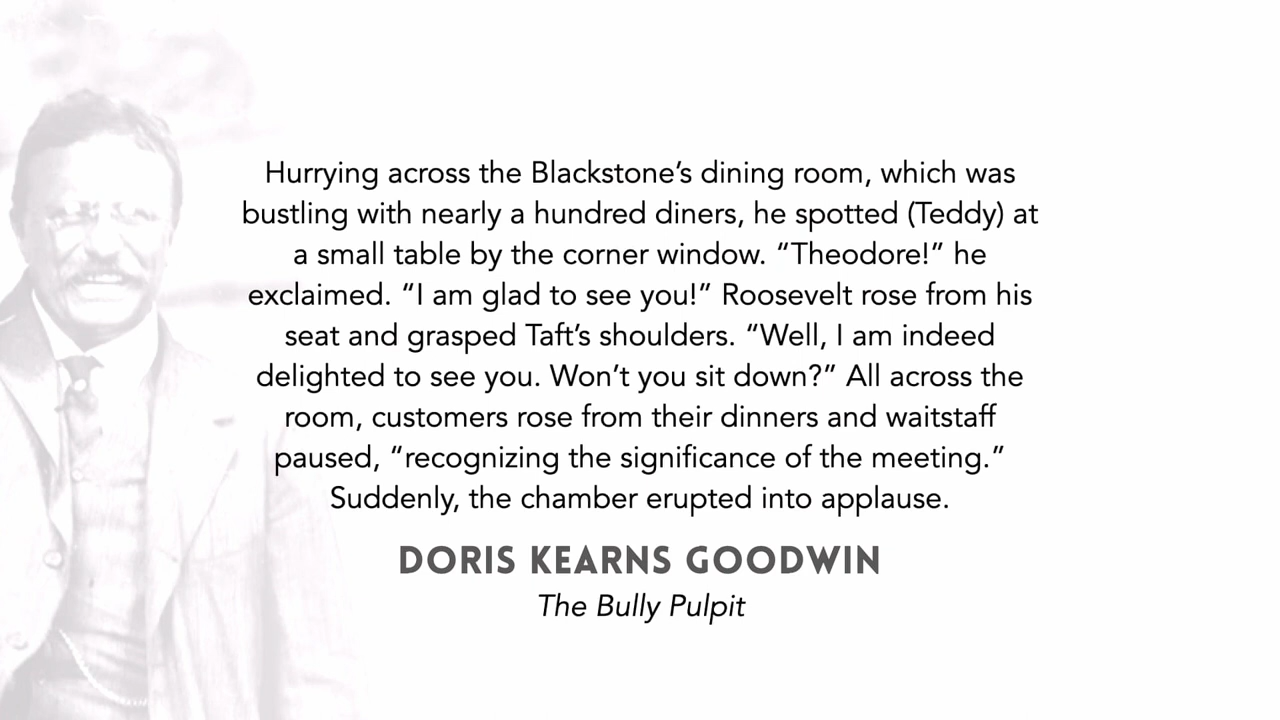 Hurrying across the Blackstone’s dining room, which was
bustling with nearly a hundred diners, he spotted (Teddy) at
a small table by the corner window. “Theodore!” he
exclaimed. “I am glad to see you!” Roosevelt rose from his
seat and grasped Taft’s shoulders. “Well, I am indeed
delighted to see you. Won’t you sit down?” All across the
room, customers rose from their dinners and waitstaff
paused, “recognizing the significance of the meeting.”
Suddenly, the chamber erupted into applause.
DORIS KEARNS GOODWIN
The Bully Pulpit